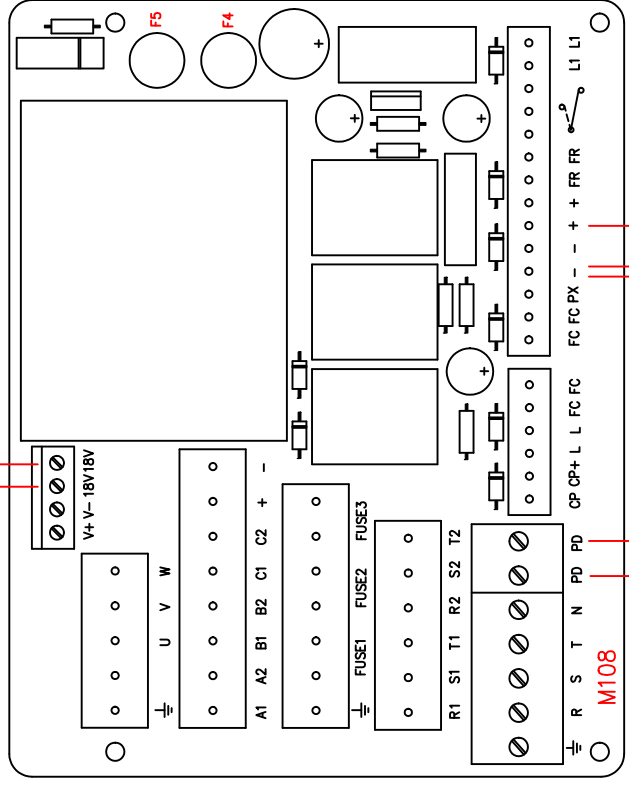 F5
F4
L1 L1
FR FR
+ +
- -
FC FC PX
CP CP+ L L FC FC
V+ V- 18V 18V
U V W
A1 A2 B1 B2 C1 C2 + -
FUSE1 FUSE2 FUSE3
R1 S1 T1 R2 S2 T2
R S T N PD PD
M108